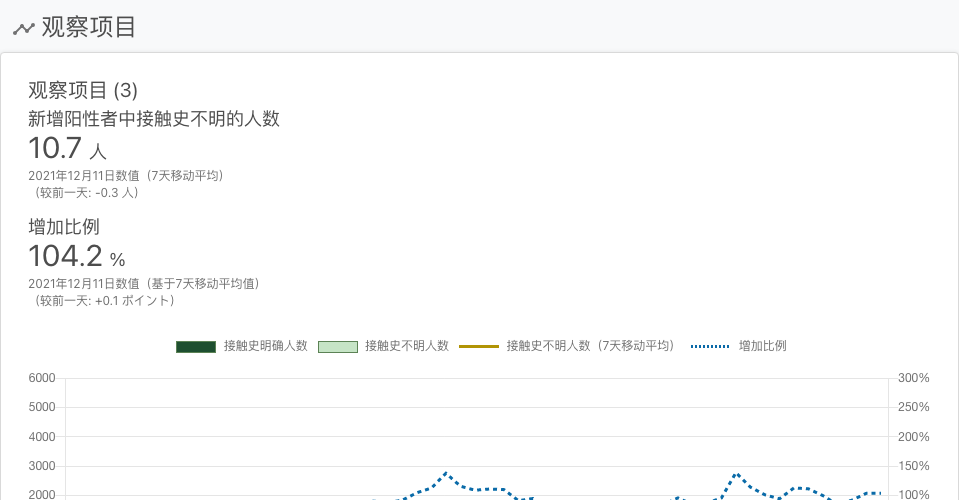 观察项目
观察项目 (3)
新增阳性者中接触史不明的人数
10.7 人
2021年12月11日数值（7天移动平均）
（较前一天: -0.3 人）
增加比例
104.2 %
2021年12月11日数值（基于7天移动平均值）
（较前一天: +0.1 ポイント）
接触史明确人数 接触史不明人数 接触史不明人数（7天移动平均） 增加比例
6000 300%
5000 250%
4000 200%
3000 150%
2000 100%